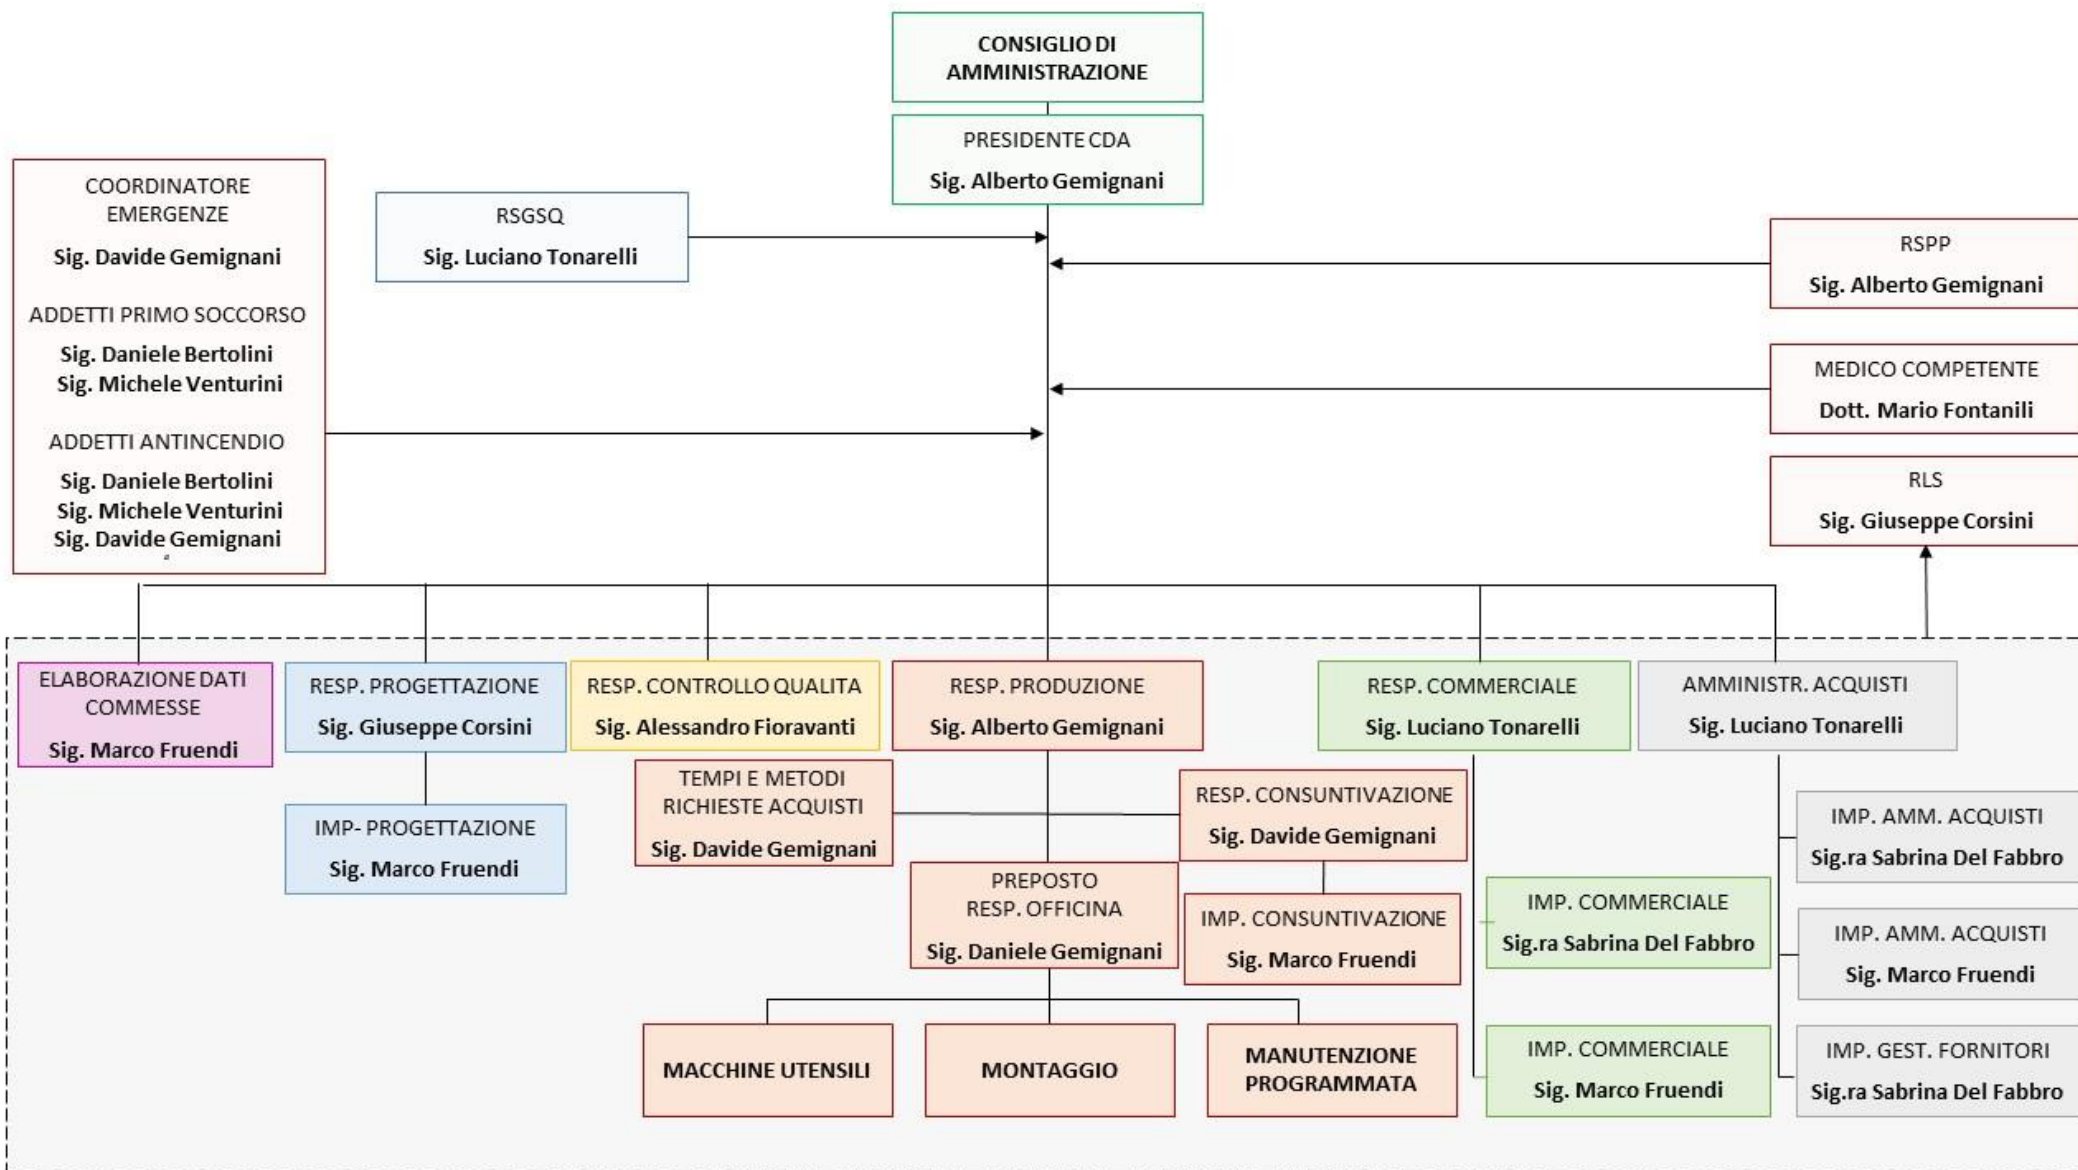 CONSIGLIO DI
AMMINISTRAZIONE
PRESIDENTE CDA
Sig. Alberto Gemignani
COORDINATORE
EMERGENZE
Sig. Davide Gemignani
ADDETTI PRIMO SOCCORSO
Sig. Daniele Bertolini
Sig. Michele Venturini
ADDETTI ANTINCENDIO
Sig. Daniele Bertolini
Sig. Michele Venturini
Sig. Davide Gemignani
RSGSQ
Sig. Luciano Tonarelli
RSPP
Sig. Alberto Gemignani
MEDICO COMPETENTE
Dott. Mario Fontanili
RLS
Sig. Giuseppe Corsini
ELABORAZIONE DATI
COMMESSE
Sig. Marco Fruendi
RESP. PROGETTAZIONE
Sig. Giuseppe Corsini
IMP- PROGETTAZIONE
Sig. Marco Fruendi
RESP. CONTROLLO QUALITA
Sig. Alessandro Fioravanti
RESP. PRODUZIONE
Sig. Alberto Gemignani
TEMPI E METODI
RICHIESTE ACQUISTI
Sig. Davide Gemignani
RESP. CONSUNTIVAZIONE
Sig. Davide Gemignani
PREPOSTO
RESP. OFFICINA
Sig. Daniele Gemignani
IMP. CONSUNTIVAZIONE
Sig. Marco Fruendi
MACCHINE UTENSILI
MONTAGGIO
MANUTENZIONE
PROGRAMMATA
RESP. COMMERCIALE
Sig. Luciano Tonarelli
IMP. COMMERCIALE
Sig.ra Sabrina Del Fabbro
IMP. COMMERCIALE
Sig. Marco Fruendi
AMMINISTR. ACQUISTI
Sig. Luciano Tonarelli
IMP. AMM. ACQUISTI
Sig.ra Sabrina Del Fabbro
IMP. AMM. ACQUISTI
Sig. Marco Fruendi
IMP. GEST. FORNITORI
Sig.ra Sabrina Del Fabbro